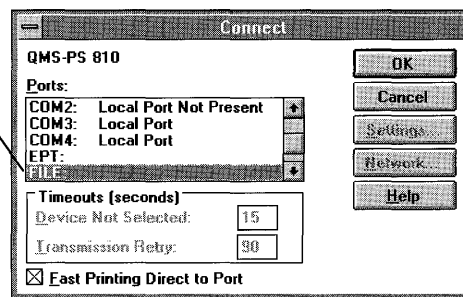 Connect
QMS-PS 810
Ports:
COM2: Local Port Not Present
COM3: Local Port
COM4: Local Port
EPT:
FILE:
Timeouts (seconds)
Device Not Selected: 15
Transmission Retry: 90
Fast Printing Direct to Port
OK
Cancel
Settings...
Network...
Help